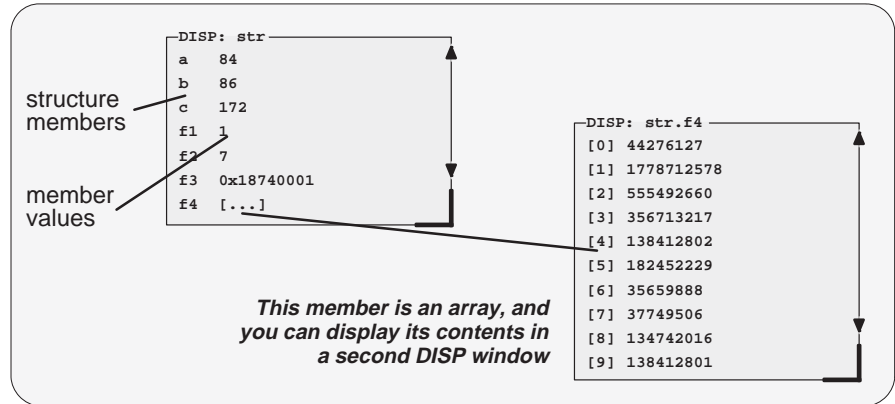 DISP: str
a 84
b 86
c 172
f1 1
f2 7
f3 0x18740001
f4 [...]
structure
members
member
values
DISP: str.f4
[0] 44276127
[1] 1778712578
[2] 555492660
[3] 356713217
[4] 138412802
[5] 182452229
[6] 35659888
[7] 37749506
[8] 134742016
[9] 138412801
This member is an array, and
you can display its contents in
a second DISP window